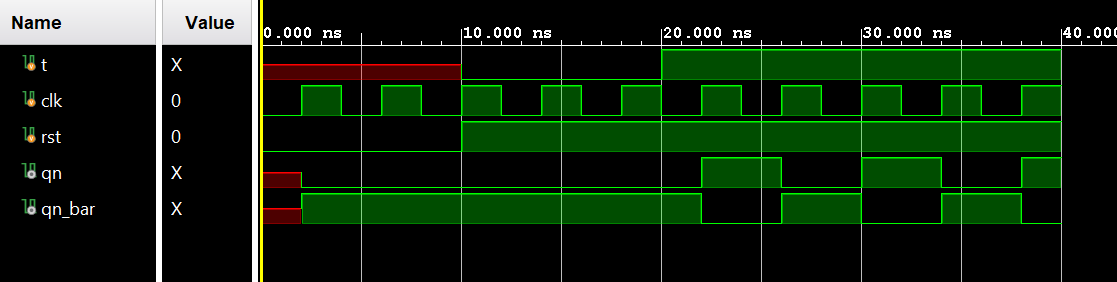 Name Value
0.000 ns 10.000 ns 20.000 ns 30.000 ns 40.000
t X
clk 0
rst 0
qn X
qn_bar X